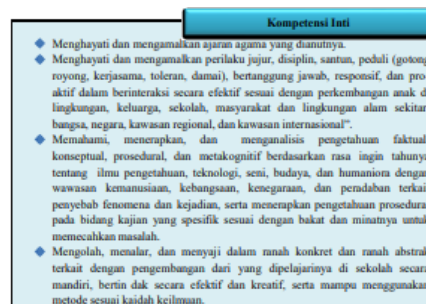 Kompetensi Inti
Menghayati dan mengamalkan ajaran agama yang dianutnya.
Menghayati dan mengamalkan perilaku jujur, disiplin, santun, peduli (gotong
royong, kerjasama, toleran, damai), bertanggung jawab, responsif, dan pro-
aktif dalam berinteraksi secara efektif sesuai dengan perkembangan anak d
lingkungan, keluarga, sekolah, masyarakat dan lingkungan alam sekitar
bangsa, negara, kawasan regional, dan kawasan internasional”.
Memahami, menerapkan, dan menganalisis pengetahuan faktual
konseptual, prosedural, dan metakognitif berdasarkan rasa ingin tahunya
tentang ilmu pengetahuan, teknologi, seni, budaya, dan humaniora dengan
wawasan kemanusiaan, kebangsaan, kenegaraan, dan peradaban terkai
penyebab fenomena dan kejadian, serta menerapkan pengetahuan prosedura
pada bidang kajian yang spesifik sesuai dengan bakat dan minatnya untuk
memecahkan masalah.
Mengolah, menalar, dan menyaji dalam ranah konkret dan ranah abstrak
terkait dengan pengembangan dari yang dipelajarinya di sekolah secara
mandiri, bertin dak secara efektif dan kreatif, serta mampu menggunakan
metode sesuai kaidah keilmuan.